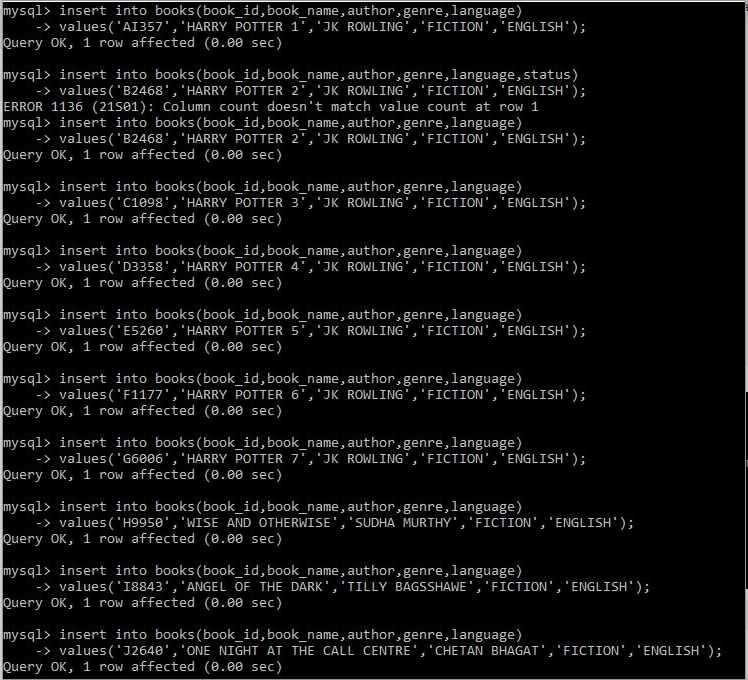 mysql> insert into books(book_id,book_name,author,genre,language)
    -> values('AI357','HARRY POTTER 1','JK ROWLING','FICTION','ENGLISH');
Query OK, 1 row affected (0.00 sec)
mysql> insert into books(book_id,book_name,author,genre,language,status)
    -> values('B2468','HARRY POTTER 2','JK ROWLING','FICTION','ENGLISH');
ERROR 1136 (21S01): Column count doesn't match value count at row 1
mysql> insert into books(book_id,book_name,author,genre,language)
    -> values('B2468','HARRY POTTER 2','JK ROWLING','FICTION','ENGLISH');
Query OK, 1 row affected (0.00 sec)
mysql> insert into books(book_id,book_name,author,genre,language)
    -> values('C1098','HARRY POTTER 3','JK ROWLING','FICTION','ENGLISH');
Query OK, 1 row affected (0.00 sec)
mysql> insert into books(book_id,book_name,author,genre,language)
    -> values('D3358','HARRY POTTER 4','JK ROWLING','FICTION','ENGLISH');
Query OK, 1 row affected (0.00 sec)
mysql> insert into books(book_id,book_name,author,genre,language)
    -> values('E5260','HARRY POTTER 5','JK ROWLING','FICTION','ENGLISH');
Query OK, 1 row affected (0.00 sec)
mysql> insert into books(book_id,book_name,author,genre,language)
    -> values('F1177','HARRY POTTER 6','JK ROWLING','FICTION','ENGLISH');
Query OK, 1 row affected (0.00 sec)
mysql> insert into books(book_id,book_name,author,genre,language)
    -> values('G6006','HARRY POTTER 7','JK ROWLING','FICTION','ENGLISH');
Query OK, 1 row affected (0.00 sec)
mysql> insert into books(book_id,book_name,author,genre,language)
    -> values('H9950','WISE AND OTHERWISE','SUDHA MURTHY','FICTION','ENGLISH');
Query OK, 1 row affected (0.00 sec)
mysql> insert into books(book_id,book_name,author,genre,language)
    -> values('I8843','ANGEL OF THE DARK','TILLY BAGSSHAWE','FICTION','ENGLISH');
Query OK, 1 row affected (0.00 sec)
mysql> insert into books(book_id,book_name,author,genre,language)
    -> values('J2640','ONE NIGHT AT THE CALL CENTRE','CHETAN BHAGAT','FICTION','ENGLISH');
Query OK, 1 row affected (0.00 sec)